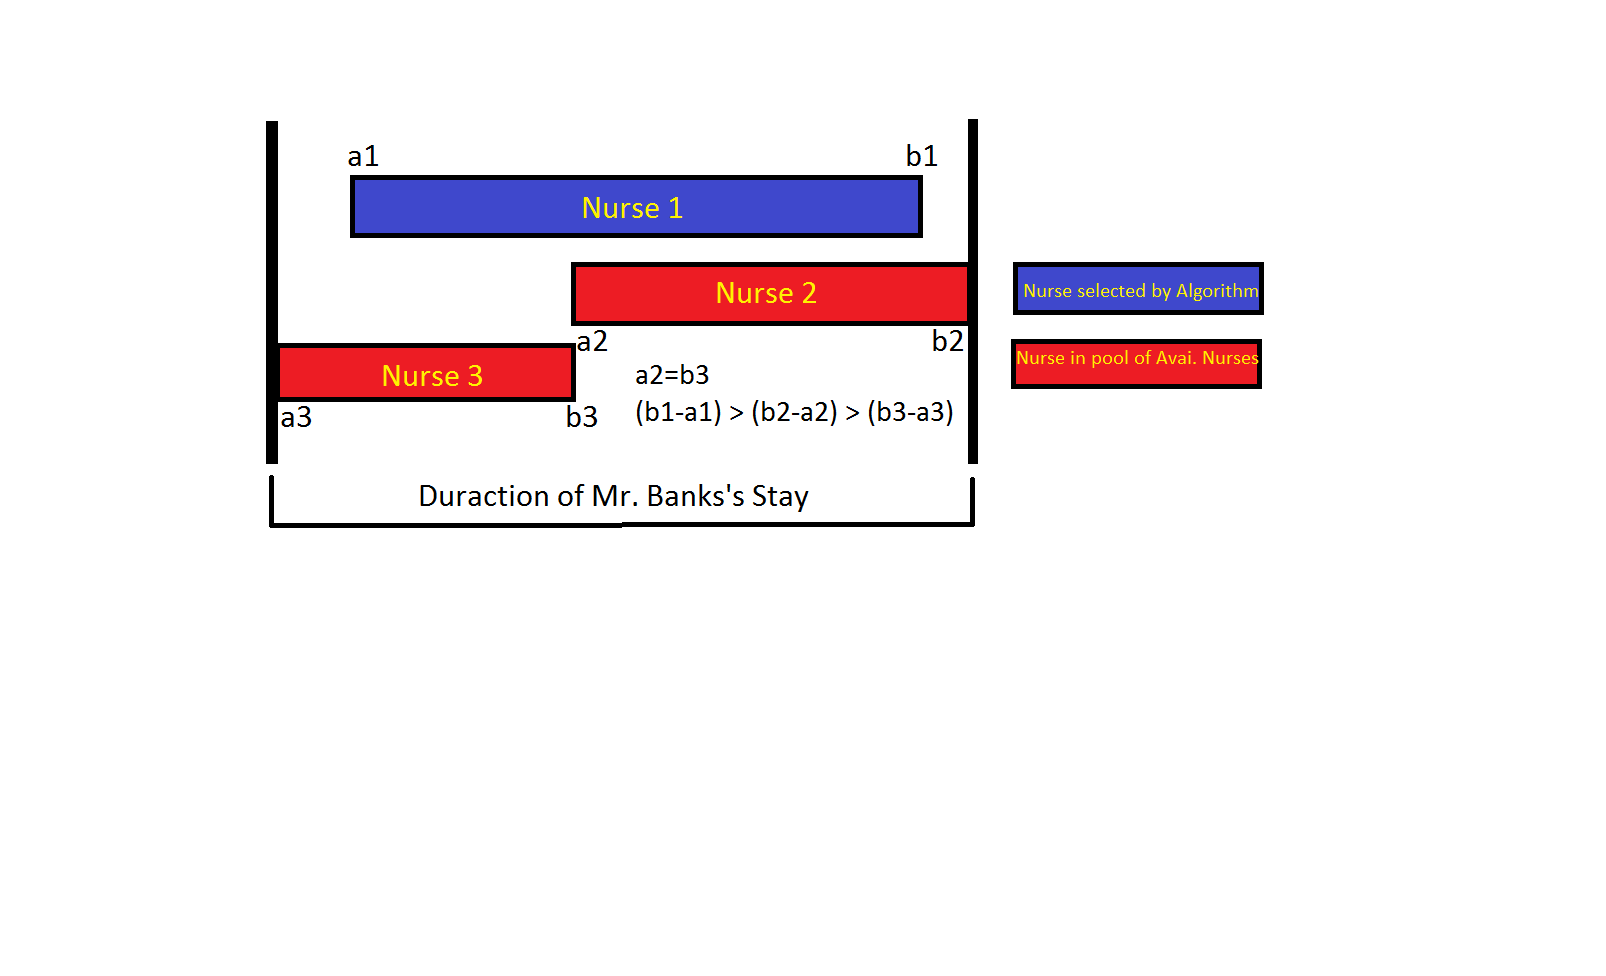 a1
b1
Nurse 1
Nurse 2
Nurse selected by Algorithm
a2
b2
Nurse 3
a2=b3
Nurse in pool of Avai. Nurses
a3
b3
(b1-a1) > (b2-a2) > (b3-a3)
Duraction of Mr. Banks's Stay